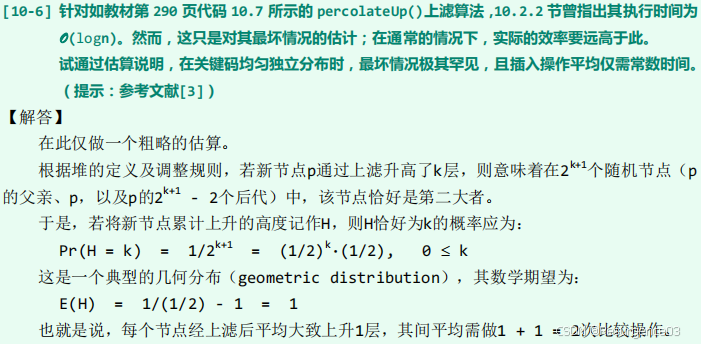 [10-6] 针对如教材第 290 页代码 10.7 所示的 percolateUp()上滤算法,10.2.2 节曾指出其执行时间为
O(logn)。然而,这只是对其最坏情况的估计;在通常的情况下,实际的效率要远高于此。
试通过估算说明,在关键码均匀独立分布时,最坏情况极其罕见,且插入操作平均仅需常数时间。
(提示:参考文献[3])
【解答】
在此仅做一个粗略的估算。
根据堆的定义及调整规则,若新节点p通过上滤升高了k层,则意味着在2^{k+1}个随机节点(p
的父亲、p,以及p的2^{k+1} - 2个后代)中,该节点恰好是第二大者。
于是,若将新节点累计上升的高度记作H,则H恰好为k的概率应为:
Pr(H = k) = 1/2^{k+1} = (1/2)^k·(1/2), 0 ≤ k
这是一个典型的几何分布(geometric distribution),其数学期望为:
E(H) = 1/(1/2) - 1 = 1
也就是说,每个节点经上滤后平均大致上升1层,其间平均需做1 + 1 = 2次比较操作。